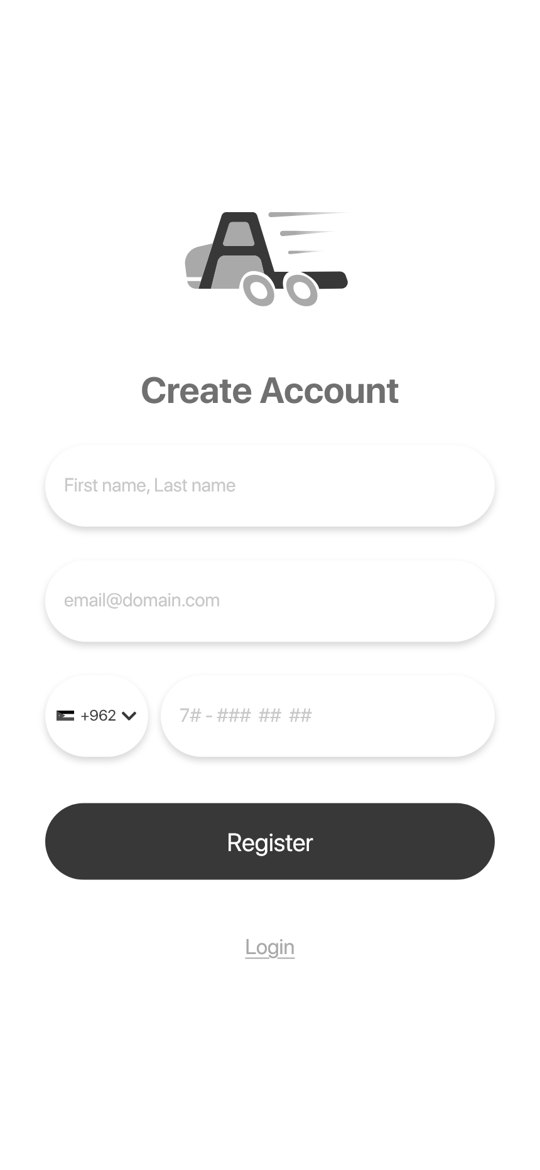 Create Account
First name, Last name
email@domain.com
+962 7# - ### ## ##
Register
Login